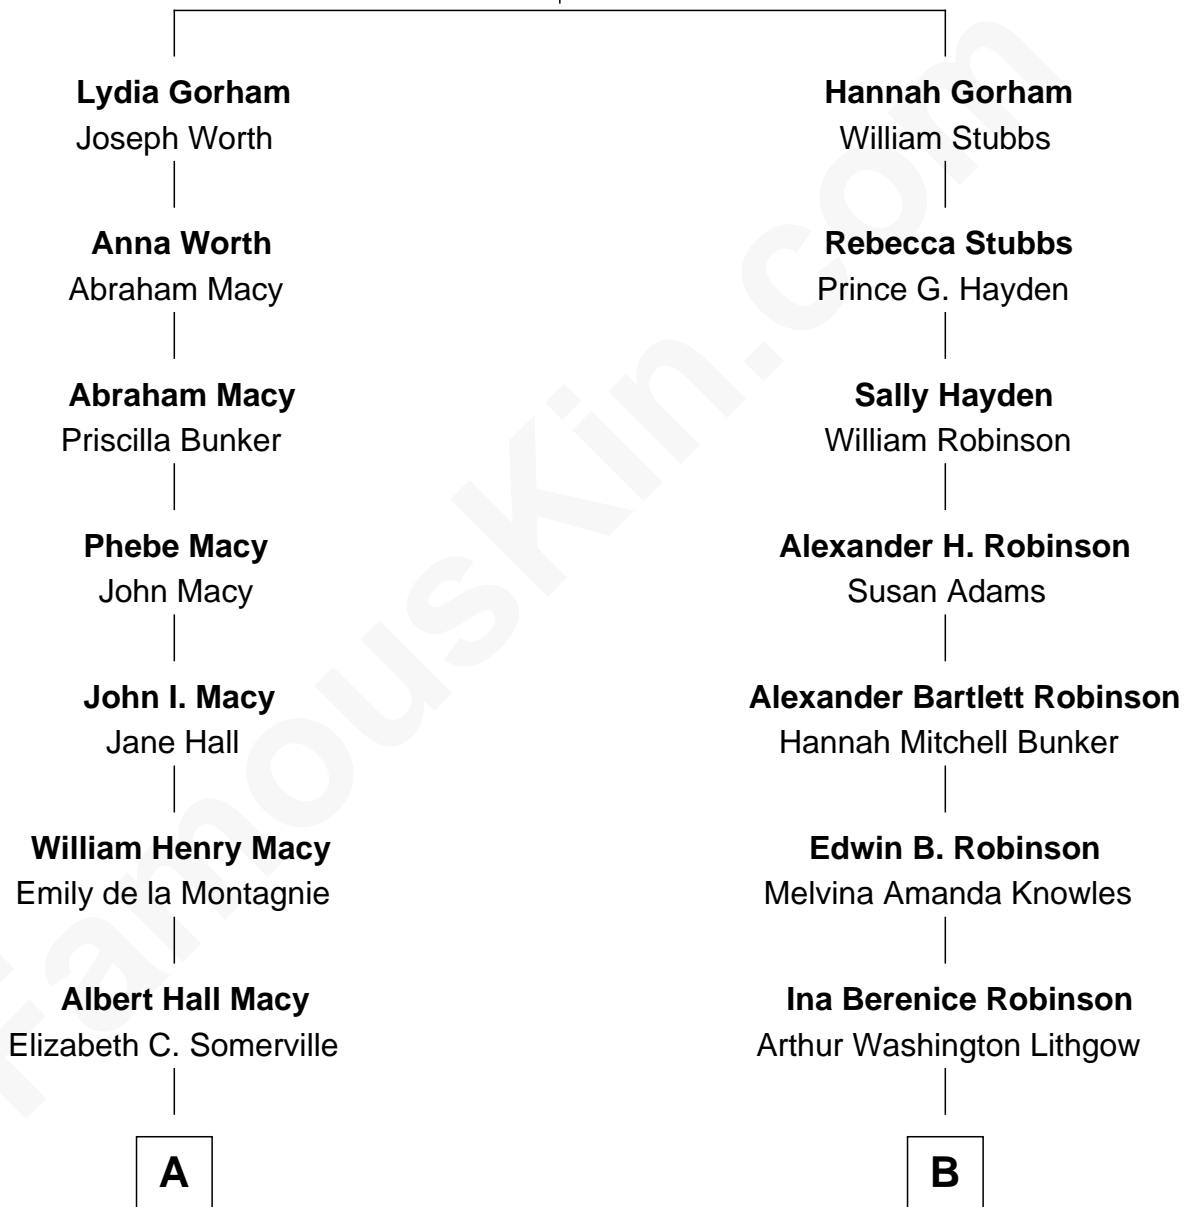 Lydia Gorham
Joseph Worth
Hannah Gorham
William Stubbs
Anna Worth
Abraham Macy
Rebecca Stubbs
Prince G. Hayden
Abraham Macy
Priscilla Bunker
Sally Hayden
William Robinson
Phebe Macy
John Macy
Alexander H. Robinson
Susan Adams
John I. Macy
Jane Hall
Alexander Bartlett Robinson
Hannah Mitchell Bunker
William Henry Macy
Emily de la Montagnie
Edwin B. Robinson
Melvina Amanda Knowles
Albert Hall Macy
Elizabeth C. Somerville
Ina Berenice Robinson
Arthur Washington Lithgow
A
B
FamousKin.com